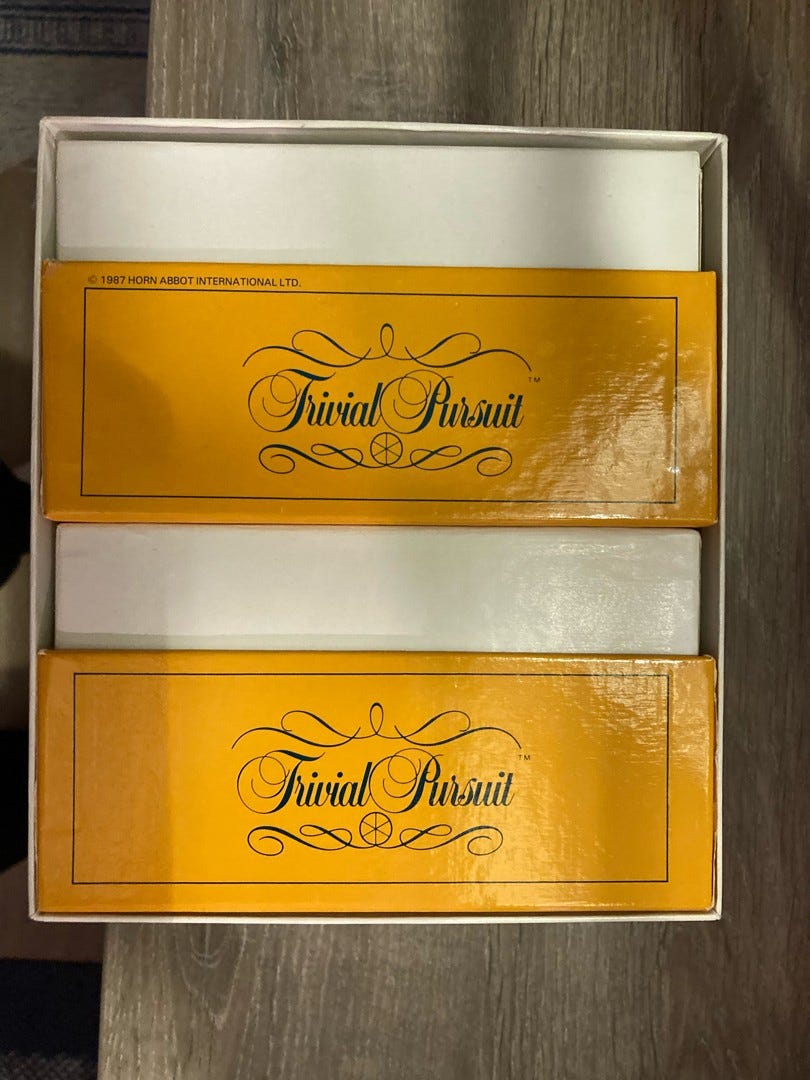 © 1987 HORN ABBOT INTERNATIONAL LTD.
Trivial Pursuit™
Trivial Pursuit™